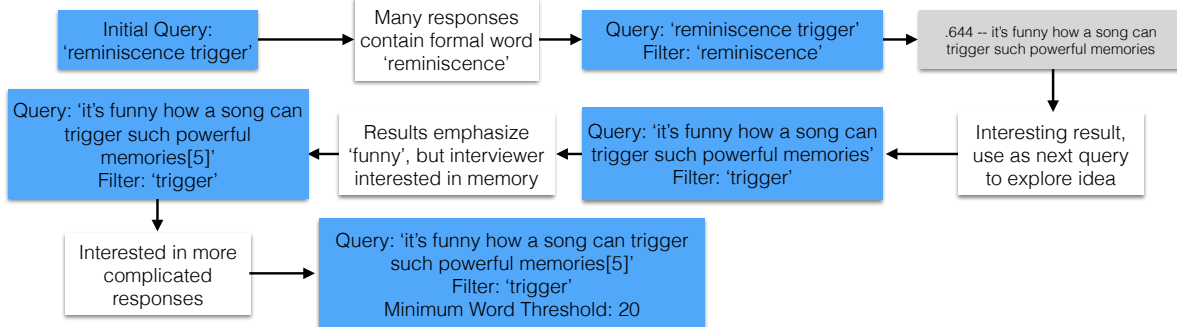 Initial Query:
‘reminiscence trigger’
Many responses
contain formal word
‘reminiscence’
Query: ‘reminiscence trigger’
Filter: ‘reminiscence’
.644 -- it’s funny how a song can
trigger such powerful memories
Interesting result,
use as next query
to explore idea
Query: ‘it’s funny how a song can
trigger such powerful memories’
Filter: ‘trigger’
Results emphasize
‘funny’, but interviewer
interested in memory
Query: ‘it’s funny how a song can
trigger such powerful
memories[5]’
Filter: ‘trigger’
Interested in more
complicated
responses
Query: ‘it’s funny how a song can trigger
such powerful memories[5]’
Filter: ‘trigger’
Minimum Word Threshold: 20